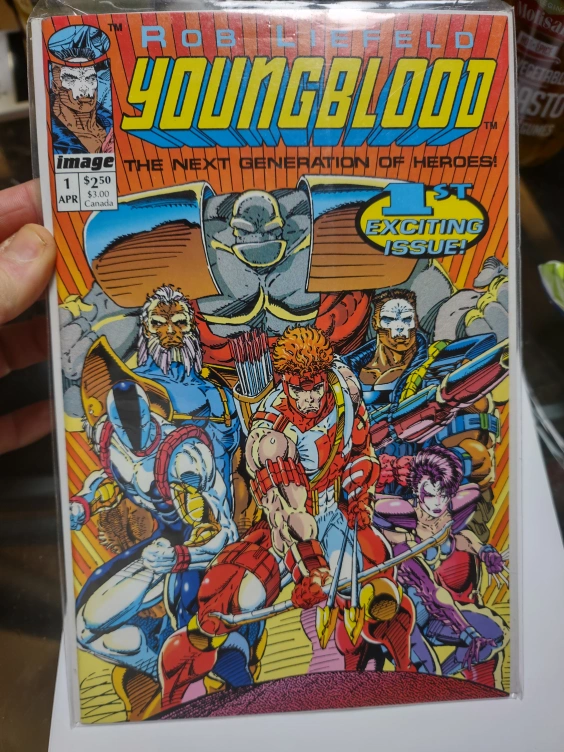 TM
ROB LIEFELD
YOUNGBLOOD
TM
image
THE NEXT GENERATION OF HEROES!
1 $2.50
APR $3.00
Canada
1ST
EXCITING
ISSUE!